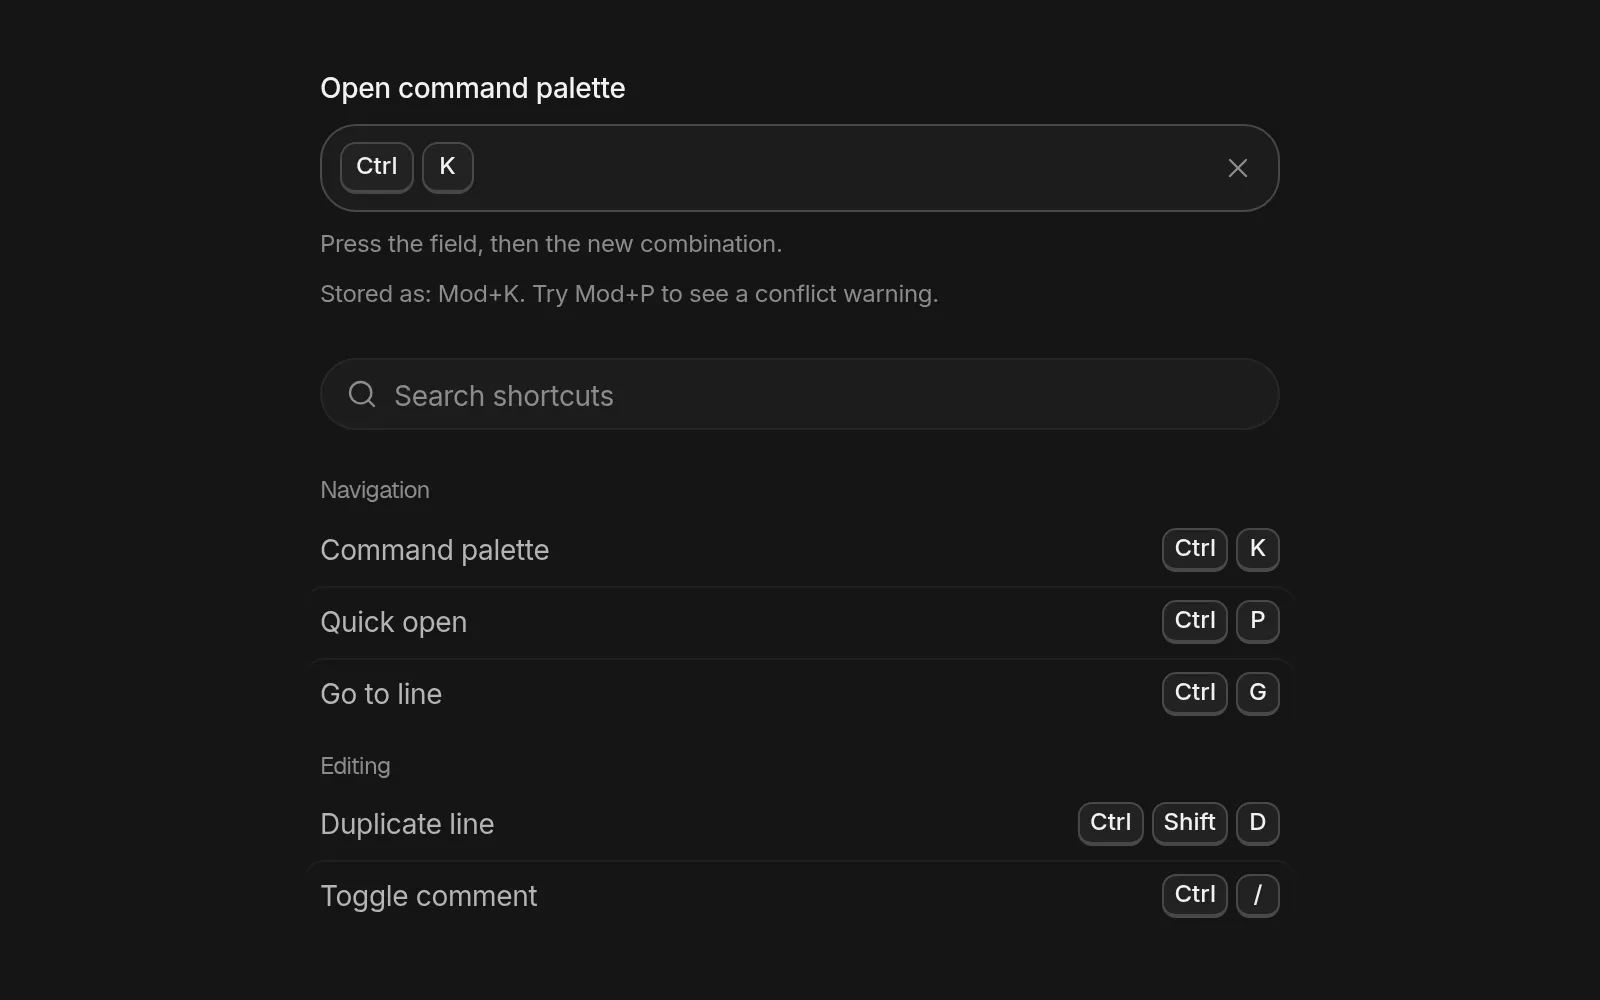 Open command palette
Ctrl K
Press the field, then the new combination.
Stored as: Mod+K. Try Mod+P to see a conflict warning.
Search shortcuts
Navigation
Command palette Ctrl K
Quick open Ctrl P
Go to line Ctrl G
Editing
Duplicate line Ctrl Shift D
Toggle comment Ctrl /